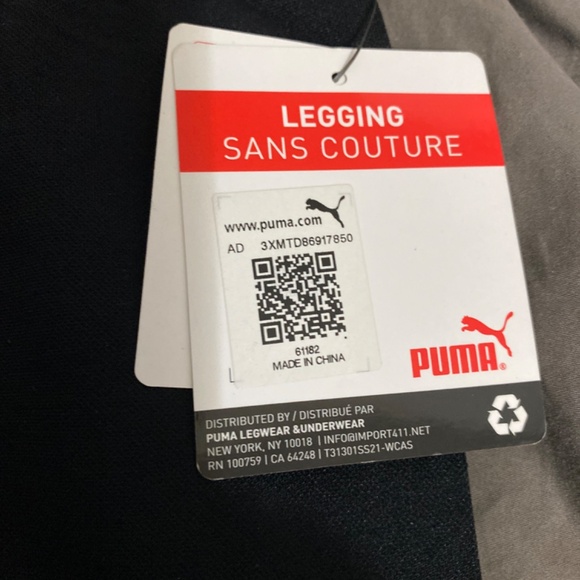 LEGGING
SANS COUTURE
www.puma.com
AD 3XMTD86917850
61182
MADE IN CHINA
PUMA®
DISTRIBUTED BY / DISTRIBUÉ PAR
PUMA LEGWEAR &UNDERWEAR
NEW YORK, NY 10018 | INFO@IMPORT411.NET
RN 100759 | CA 64248 | T31301SS21-WCAS